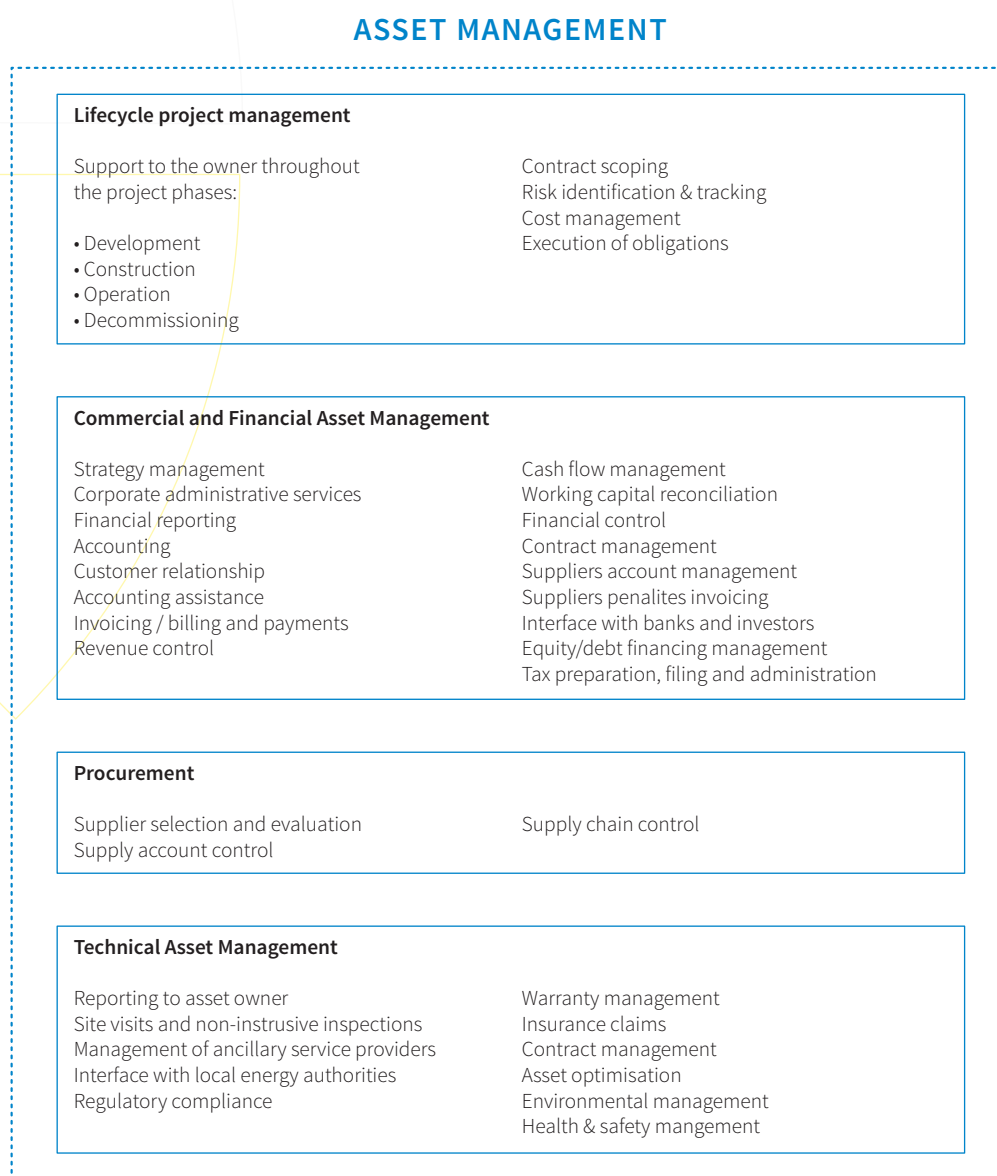 ASSET MANAGEMENT
Lifecycle project management
Support to the owner throughout
the project phases:
• Development
• Construction
• Operation
• Decommissioning
Contract scoping
Risk identification & tracking
Cost management
Execution of obligations
Commercial and Financial Asset Management
Strategy management
Corporate administrative services
Financial reporting
Accounting
Customer relationship
Accounting assistance
Invoicing / billing and payments
Revenue control
Cash flow management
Working capital reconciliation
Financial control
Contract management
Suppliers account management
Suppliers penalites invoicing
Interface with banks and investors
Equity/debt financing management
Tax preparation, filing and administration
Procurement
Supplier selection and evaluation
Supply account control
Supply chain control
Technical Asset Management
Reporting to asset owner
Site visits and non-instrusive inspections
Management of ancillary service providers
Interface with local energy authorities
Regulatory compliance
Warranty management
Insurance claims
Contract management
Asset optimisation
Environmental management
Health & safety mangement